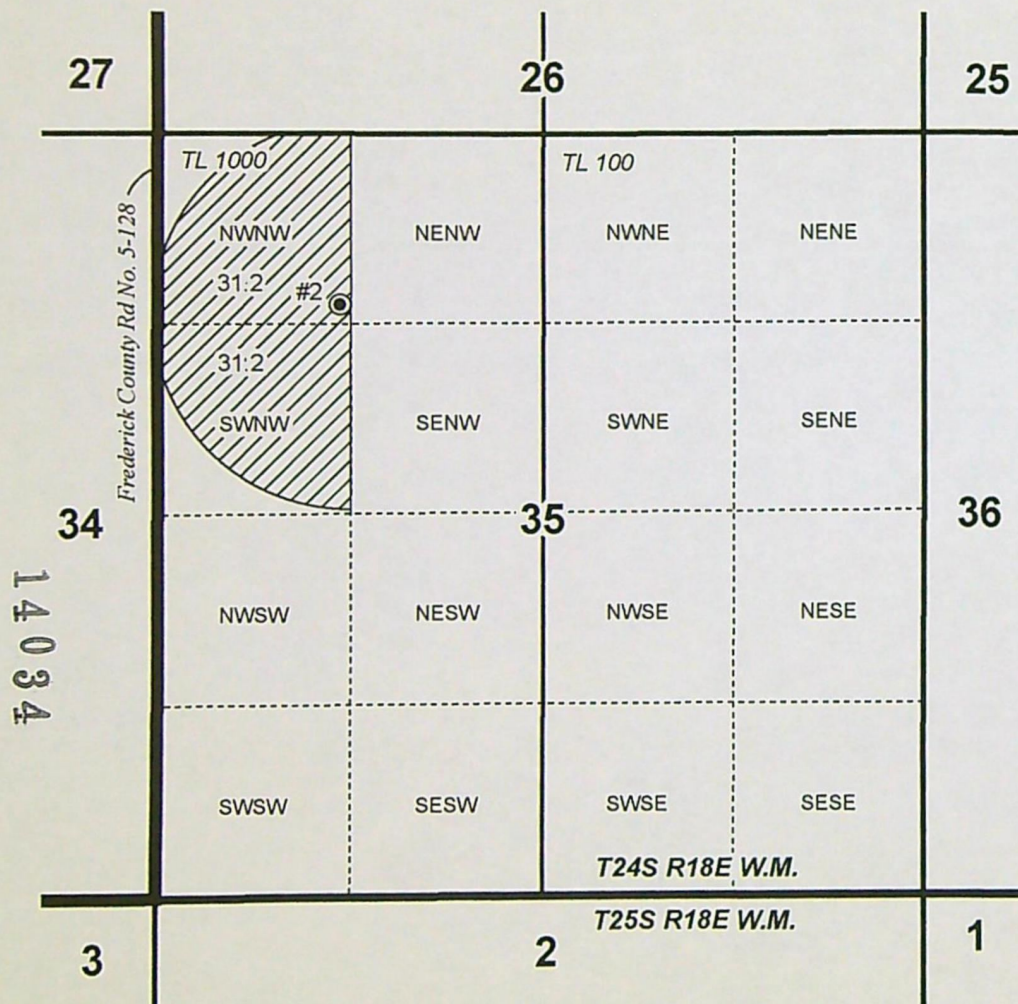 27
26
25
TL 1000
TL 100
Frederick County Rd No. 5-128
NWNW
NENW
NWNE
NENE
31.2
#2
31.2
SWNW
SENW
SWNE
SENE
34
35
36
14034
NWSW
NESW
NWSE
NESE
SWSW
SESW
SWSE
SESE
T24S R18E W.M.
T25S R18E W.M.
3
2
1